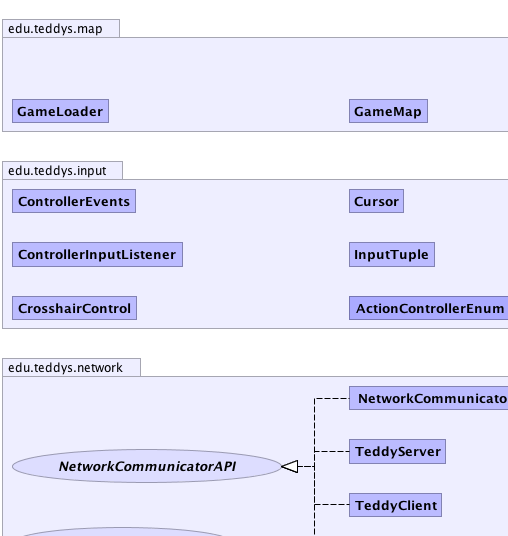 edu.teddys.map
GameLoader GameMap
edu.teddys.input
ControllerEvents Cursor
ControllerInputListener InputTuple
CrosshairControl ActionControllerEnum
edu.teddys.network
NetworkCommunicato
NetworkCommunicatorAPI
TeddyServer
TeddyClient